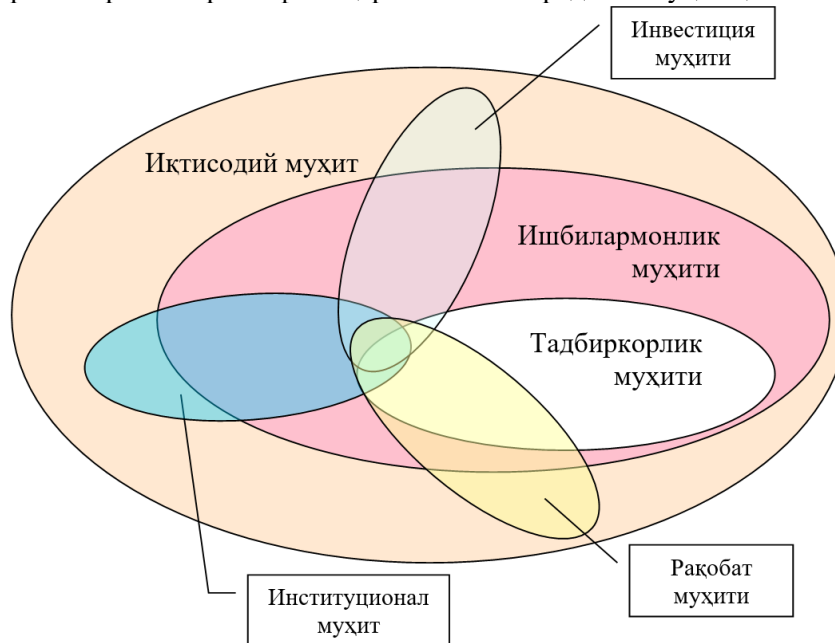 Инвестиция
муҳити
Иқтисодий муҳит
Ишбилармонлик
муҳити
Тадбиркорлик
муҳити
Рақобат
муҳити
Институционал
муҳит